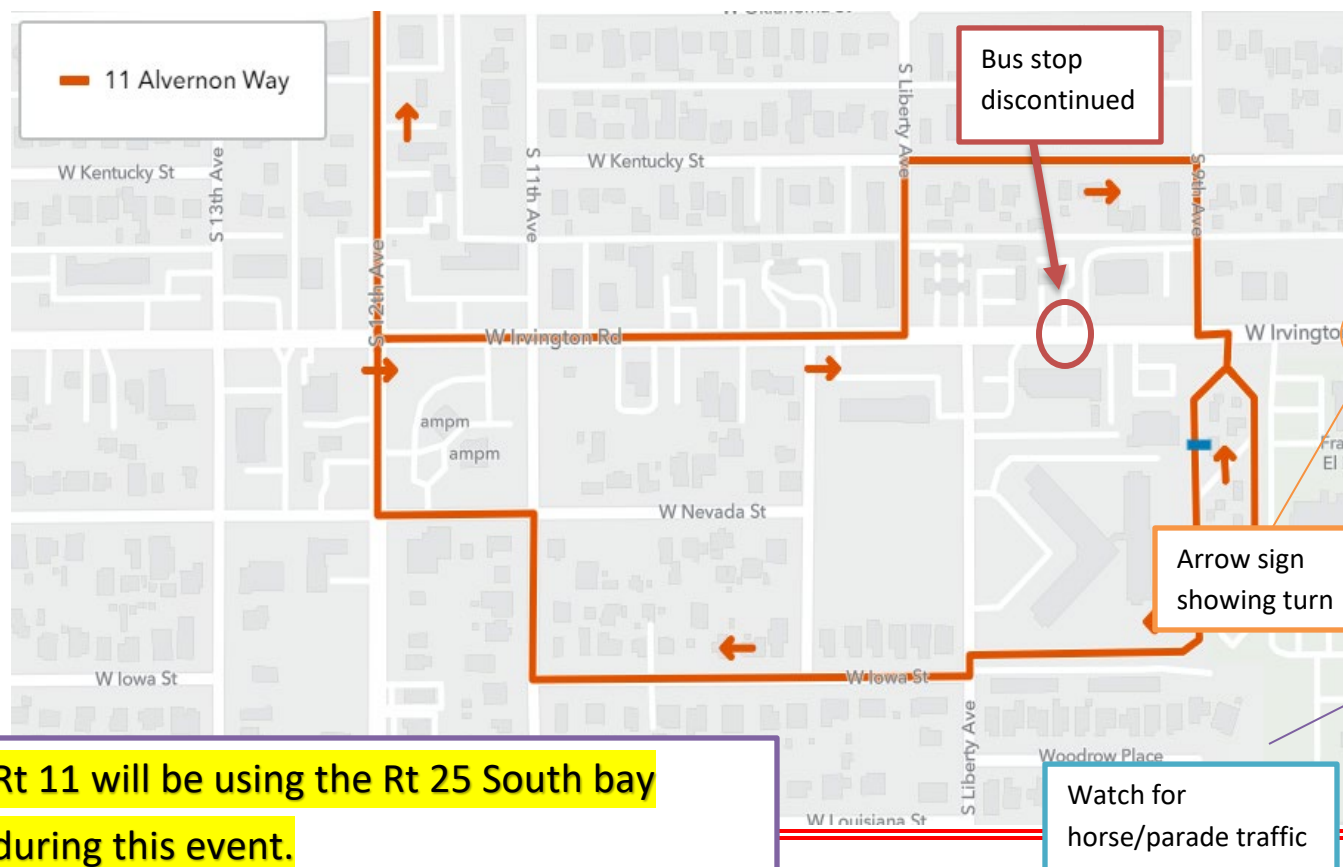 11 Alvernon Way
Bus stop
discontinued
S Liberty Ave
W Kentucky St
W Kentucky St
S 13th Ave
S 11th Ave
S 9th Ave
S 12th Ave
W Irvington Rd
W Irvingto
ampm
ampm
Fra
El
W Nevada St
Arrow sign
showing turn
W Iowa St
W Iowa St
S Liberty Ave
Woodrow Place
Rt 11 will be using the Rt 25 South bay
during this event.
Watch for
horse/parade traffic
W Louisiana St